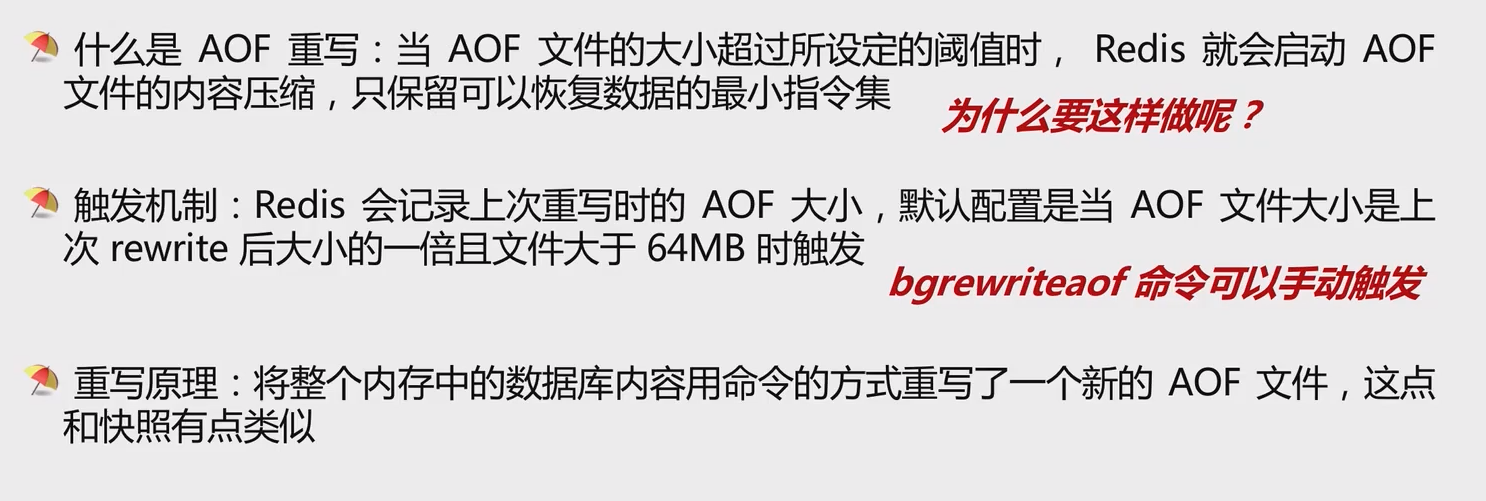 什么是 AOF 重写：当 AOF 文件的大小超过所设定的阈值时， Redis 就会启动 AOF
文件的内容压缩，只保留可以恢复数据的最小指令集
为什么要这样做呢？
触发机制：Redis 会记录上次重写时的 AOF 大小，默认配置是当 AOF 文件大小是上
次 rewrite 后大小的一倍且文件大于 64MB 时触发
bgrewriteaof 命令可以手动触发
重写原理：将整个内存中的数据库内容用命令的方式重写了一个新的 AOF 文件，这点
和快照有点类似